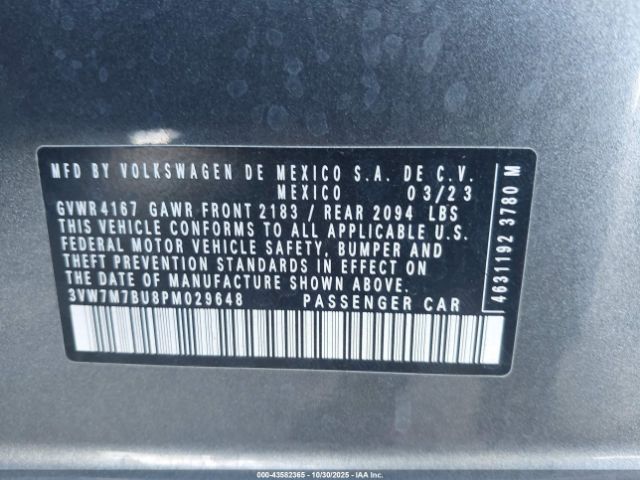 MFD BY VOLKSWAGEN DE MEXICO S.A. DE C.V.
MEXICO 03/23
GVWR 4167 GAWR FRONT 2183 / REAR 2094 LBS
THIS VEHICLE CONFORMS TO ALL APPLICABLE U.S.
FEDERAL MOTOR VEHICLE SAFETY, BUMPER AND
THEFT PREVENTION STANDARDS IN EFFECT ON
THE DATE OF MANUFACTURE SHOWN ABOVE.
3VW7M7BU8PM029648 PASSENGER CAR
4631192 3780 M
000-43582365 - 10/30/2025 - IAA Inc.